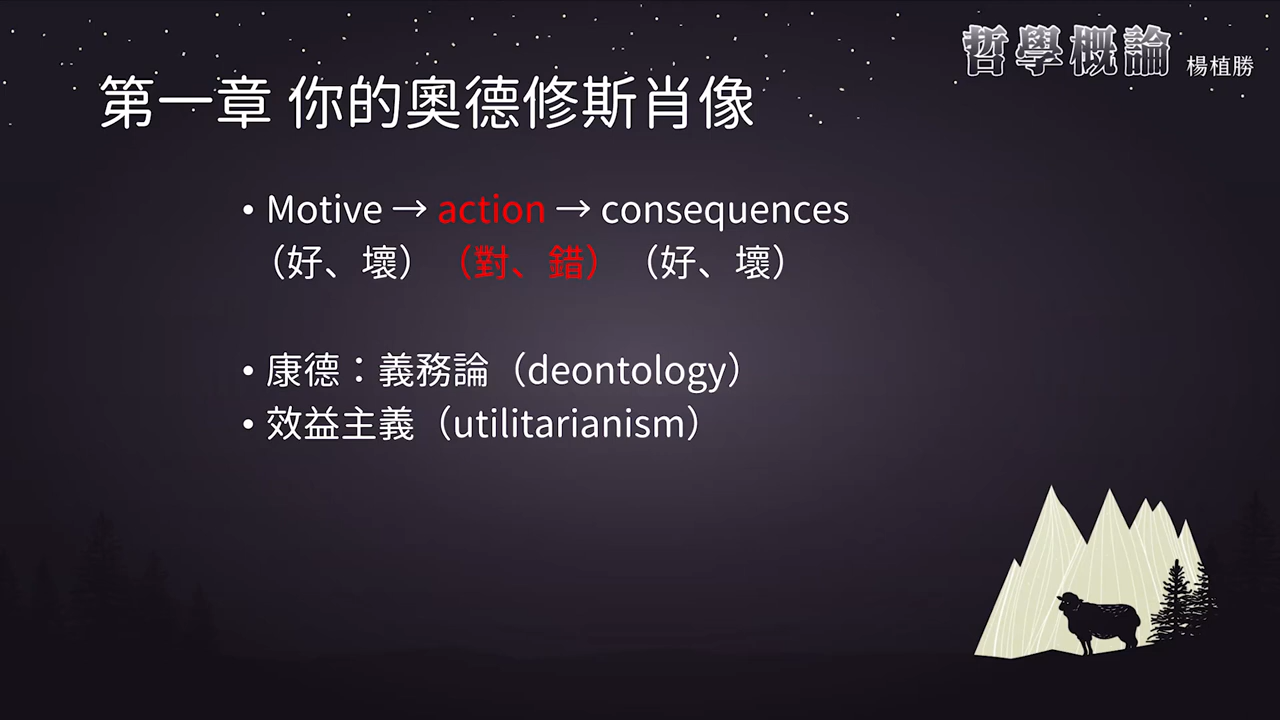 哲學概論 楊植勝
第一章 你的奧德修斯肖像
• Motive → action → consequences
（好、壞）（對、錯）（好、壞）
• 康德：義務論（deontology）
• 效益主義（utilitarianism）